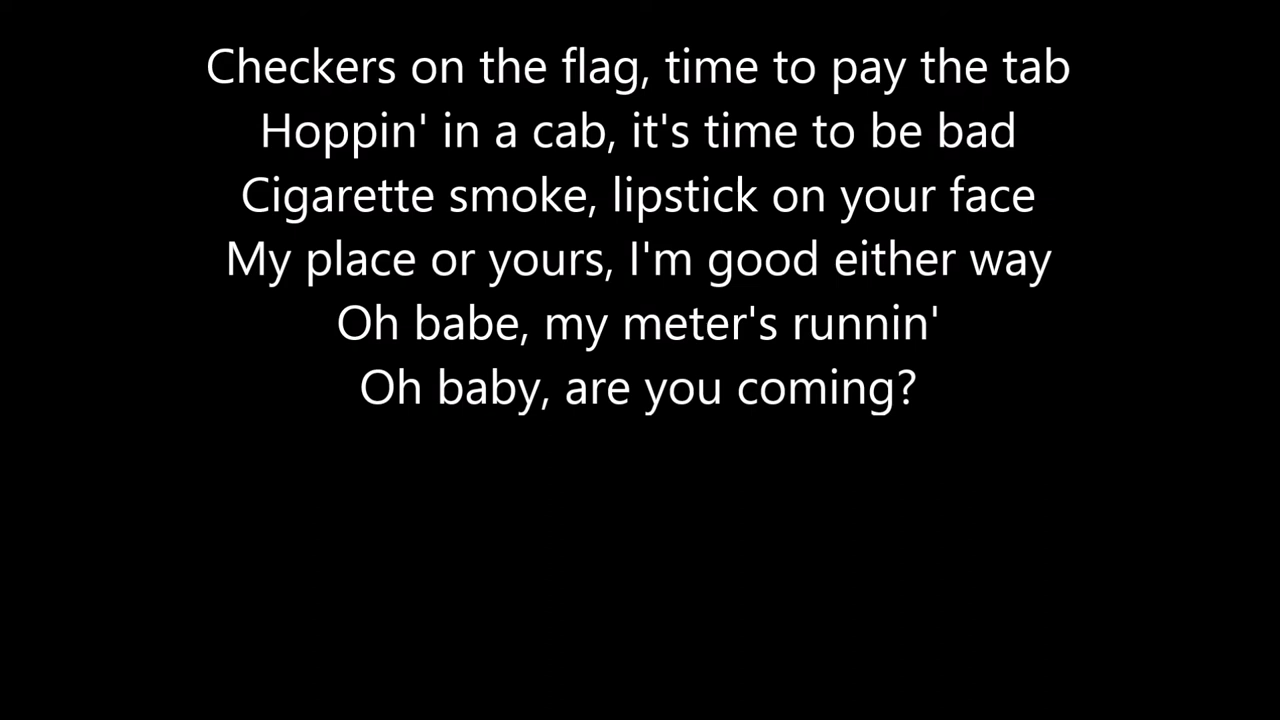 Checkers on the flag, time to pay the tab
Hoppin' in a cab, it's time to be bad
Cigarette smoke, lipstick on your face
My place or yours, I'm good either way
Oh babe, my meter's runnin'
Oh baby, are you coming?